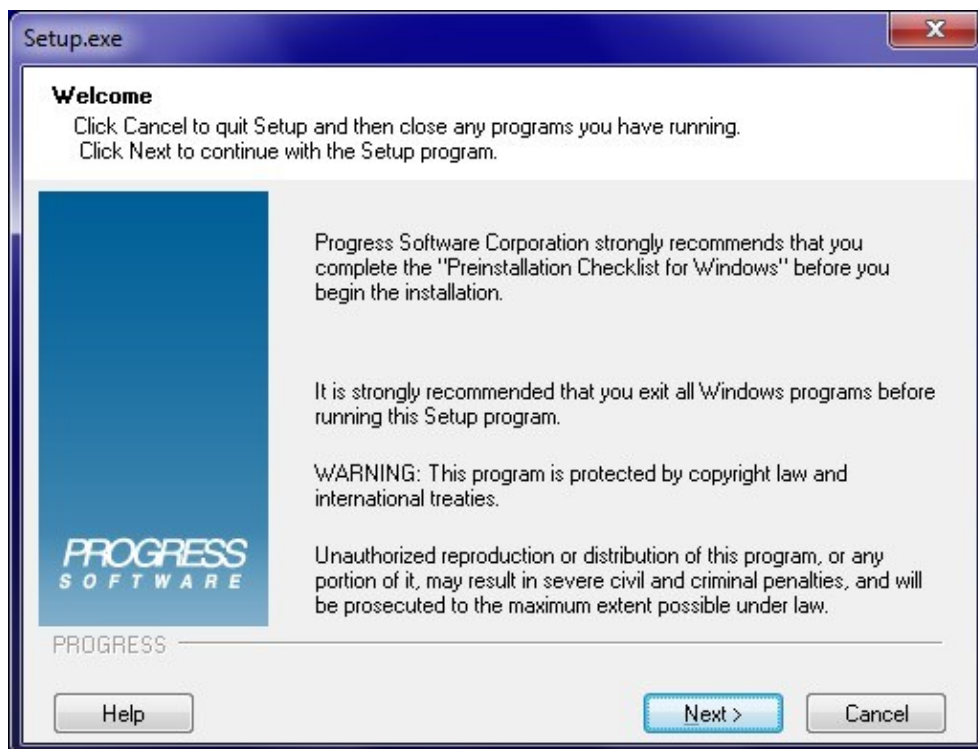 Setup.exe
Welcome
Click Cancel to quit Setup and then close any programs you have running.
Click Next to continue with the Setup program.
Progress Software Corporation strongly recommends that you
complete the "Preinstallation Checklist for Windows" before you
begin the installation.
It is strongly recommended that you exit all Windows programs before
running this Setup program.
WARNING: This program is protected by copyright law and
international treaties.
Unauthorized reproduction or distribution of this program, or any
portion of it, may result in severe civil and criminal penalties, and will
be prosecuted to the maximum extent possible under law.
PROGRESS
SOFTWARE
PROGRESS
Help
Next >
Cancel